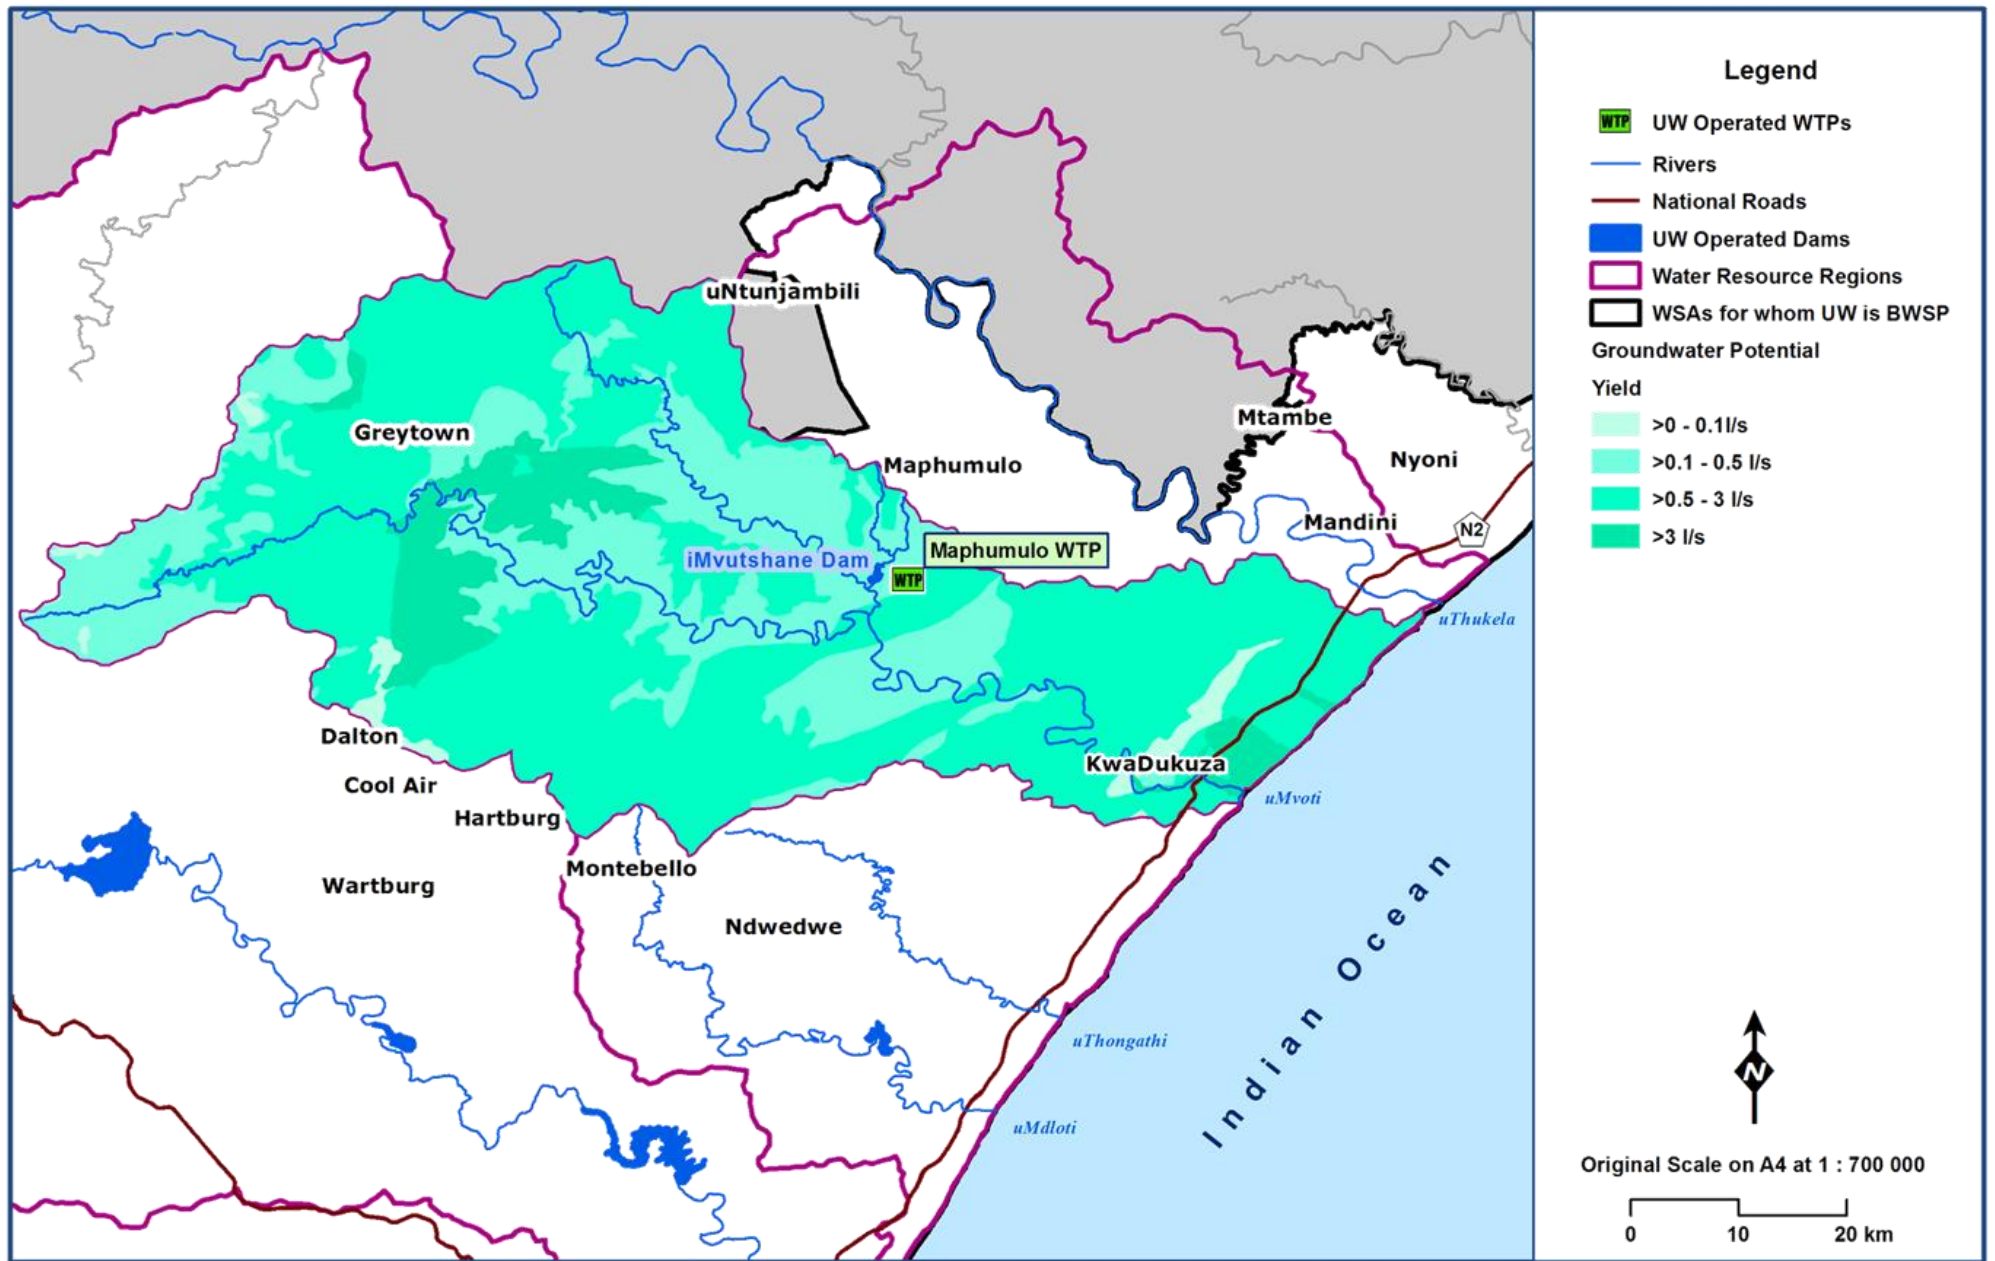 uNtunjambili
Greytown
Maphumulo
Mtambe
Nyoni
Mandini
N2
iMvutshane Dam
Maphumulo WTP
WTP
uThukela
Dalton
Cool Air
Hartburg
KwaDukuza
uMvoti
Montebello
Wartburg
Ndwedwe
uThongathi
uMdloti
Indian Ocean
Legend
WTP UW Operated WTPs
Rivers
National Roads
UW Operated Dams
Water Resource Regions
WSAs for whom UW is BWSP
Groundwater Potential
Yield
>0 - 0.1l/s
>0.1 - 0.5 l/s
>0.5 - 3 l/s
>3 l/s
N
Original Scale on A4 at 1 : 700 000
0 10 20 km